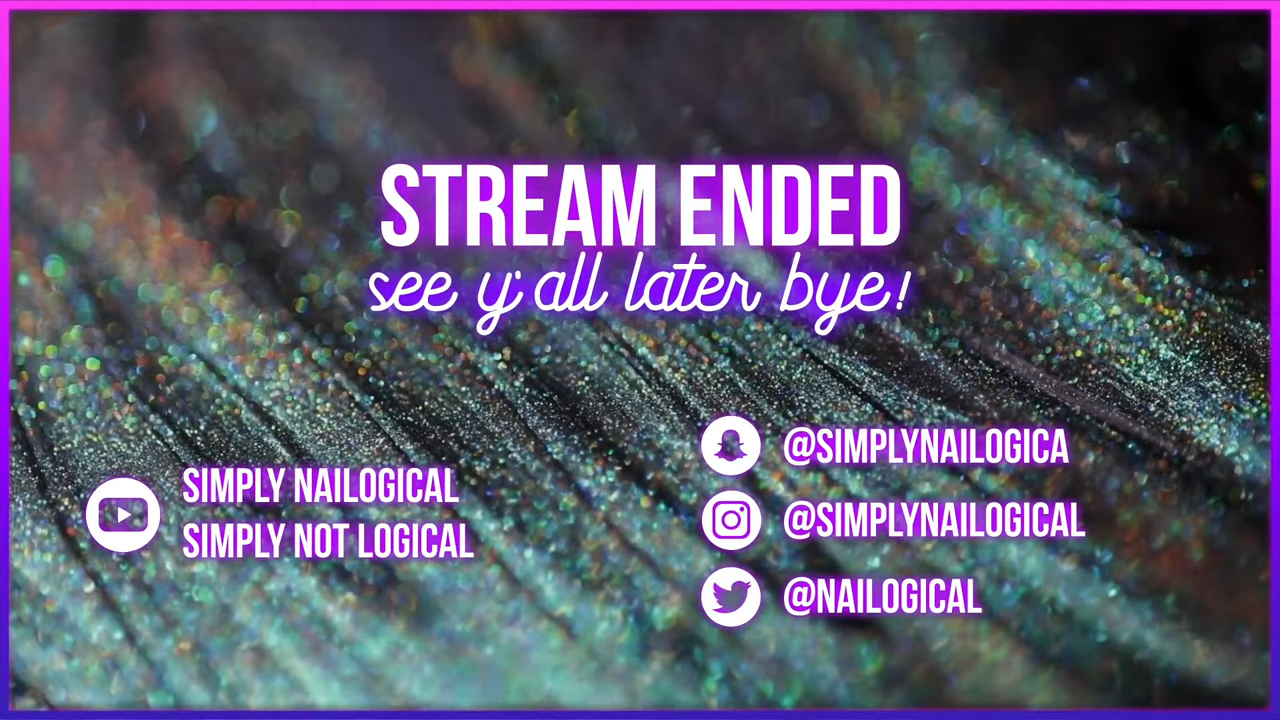 STREAM ENDED
see y'all later bye!
SIMPLY NAILOGICAL
SIMPLY NOT LOGICAL
@SIMPLYNAILOGICA
@SIMPLYNAILOGICAL
@NAILOGICAL